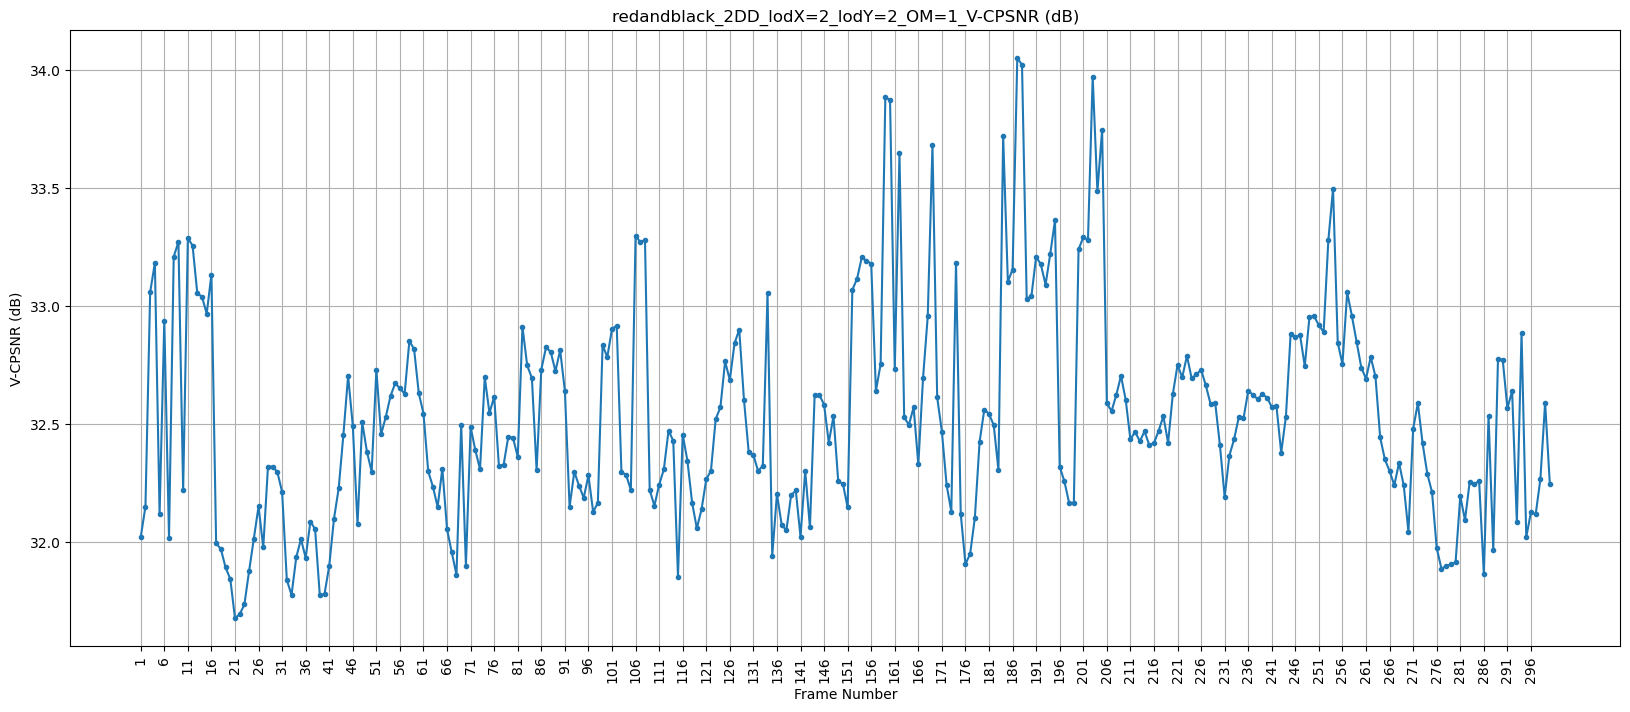 redandblack_2DD_lodX=2_lodY=2_OM=1_V-CPSNR (dB)
V-CPSNR (dB)
34.0
33.5
33.0
32.5
32.0
1 6 11 16 21 26 31 36 41 46 51 56 61 66 71 76 81 86 91 96 101 106 111 116 121 126 131 136 141 146 151 156 161 166 171 176 181 186 191 196 201 206 211 216 221 226 231 236 241 246 251 256 261 266 271 276 281 286 291 296
Frame Number